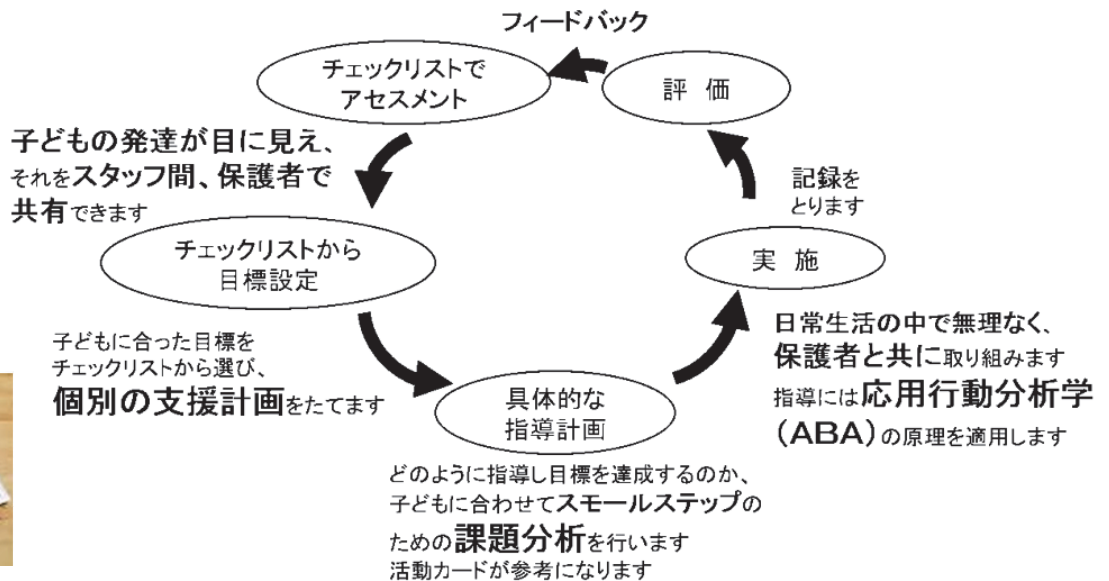 フィードバック
チェックリストで
アセスメント
評 価
子どもの発達が目に見え、
それをスタッフ間、保護者で
共有できます
記録を
とります
チェックリストから
目標設定
実 施
子どもに合った目標を
チェックリストから選び、
個別の支援計画をたてます
日常生活の中で無理なく、
保護者と共に取り組みます
指導には応用行動分析学
(ABA)の原理を適用します
具体的な
指導計画
どのように指導し目標を達成するのか、
子どもに合わせてスモールステップの
ための課題分析を行います
活動カードが参考になります